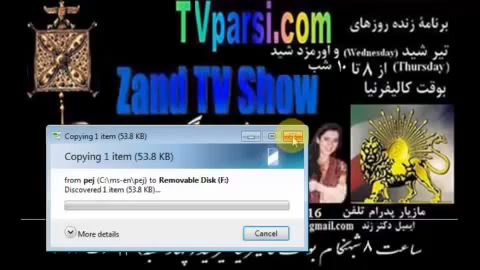 TVparsi.com
برنامهٔ زنده روزهای
تیر شید (Wednesday) و اورمزد شید
(Thursday) از ۸ تا ۱۰ شب
بوقت کالیفرنیا
Zand TV Show
Copying 1 item (53.8 KB)
Copying 1 item (53.8 KB)
from pej (C:\ms-en\pej) to Removable Disk (F:)
Discovered 1 item (53.8 KB)...
More details
Cancel
مازیار پدرام تلفن
16
ایمیل دکتر زند
gmail.com
ساعت ۸